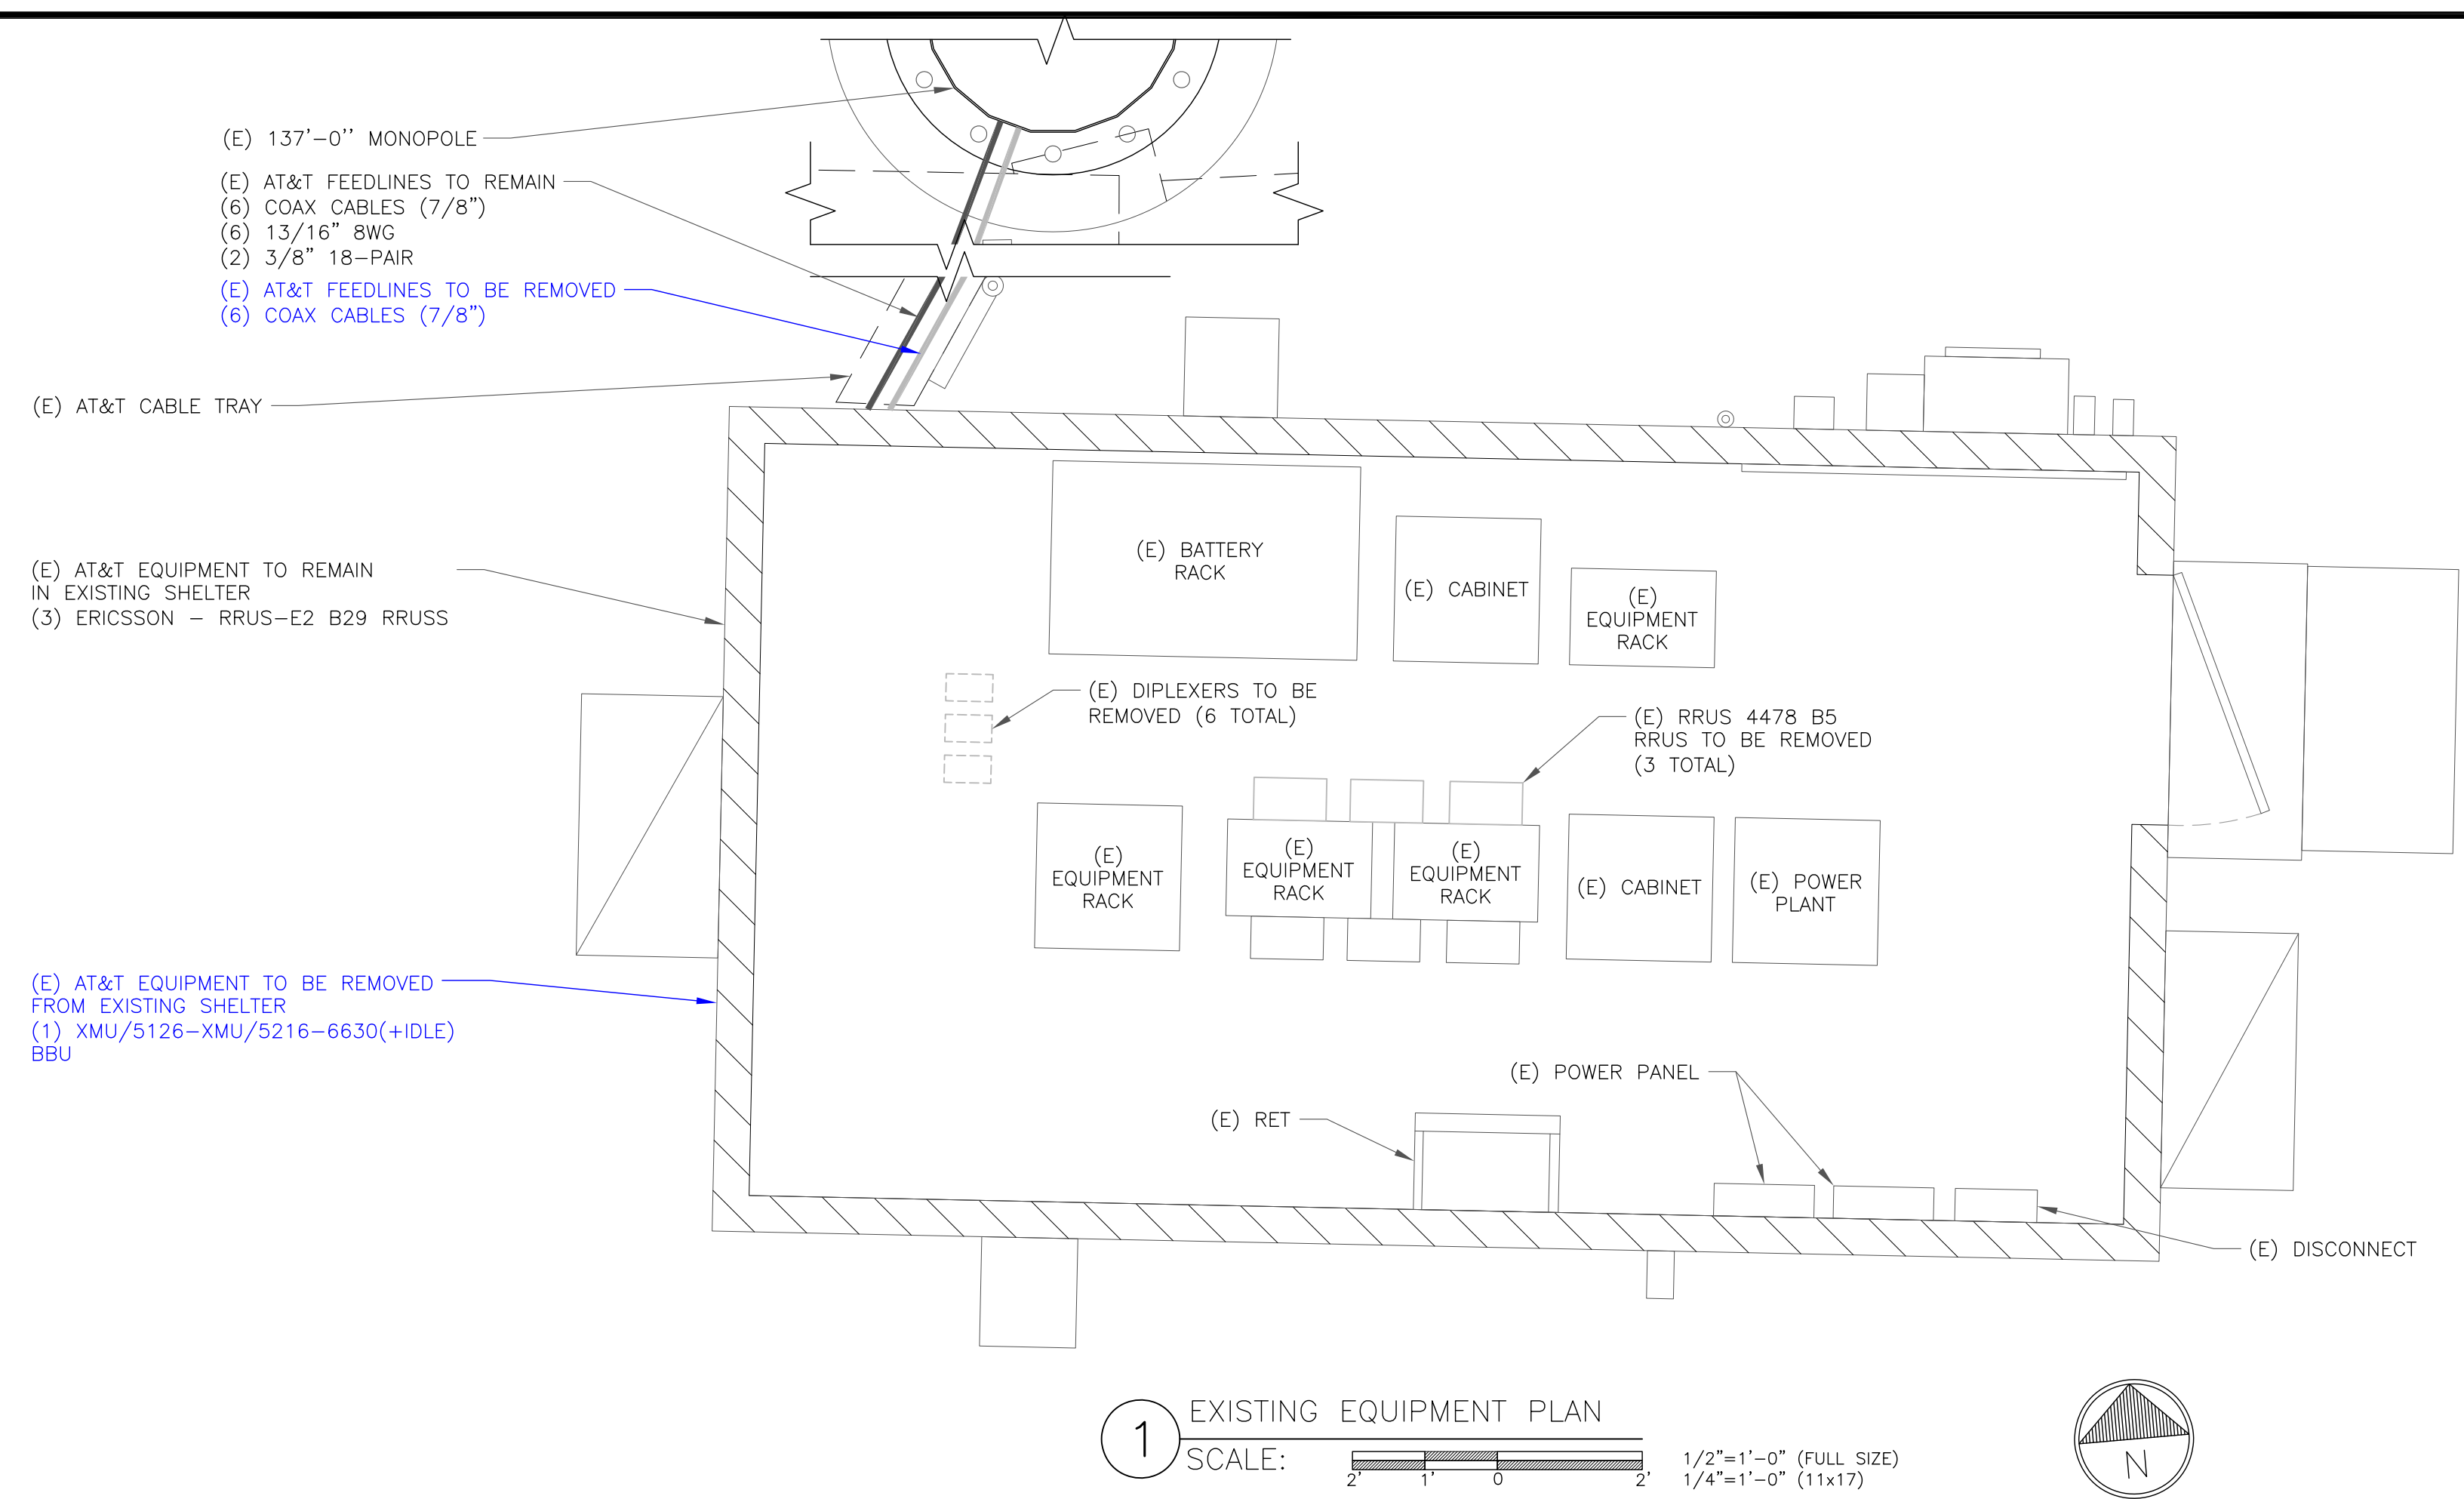 (E) 137'-0'' MONOPOLE
(E) AT&T FEEDLINES TO REMAIN
(6) COAX CABLES (7/8")
(6) 13/16" 8WG
(2) 3/8" 18-PAIR
(E) AT&T FEEDLINES TO BE REMOVED
(6) COAX CABLES (7/8")
(E) AT&T CABLE TRAY
(E) AT&T EQUIPMENT TO REMAIN
IN EXISTING SHELTER
(3) ERICSSON - RRUS-E2 B29 RRUSS
(E) BATTERY
RACK
(E) CABINET
(E)
EQUIPMENT
RACK
(E) DIPLEXERS TO BE
REMOVED (6 TOTAL)
(E) RRUS 4478 B5
RRUS TO BE REMOVED
(3 TOTAL)
(E)
EQUIPMENT
RACK
(E)
EQUIPMENT
RACK
(E)
EQUIPMENT
RACK
(E) CABINET
(E) POWER
PLANT
(E) AT&T EQUIPMENT TO BE REMOVED
FROM EXISTING SHELTER
(1) XMU/5126-XMU/5216-6630(+IDLE)
BBU
(E) POWER PANEL
(E) RET
(E) DISCONNECT
1
EXISTING EQUIPMENT PLAN
SCALE:
2' 1' 0 2'
1/2"=1'-0" (FULL SIZE)
1/4"=1'-0" (11x17)
N